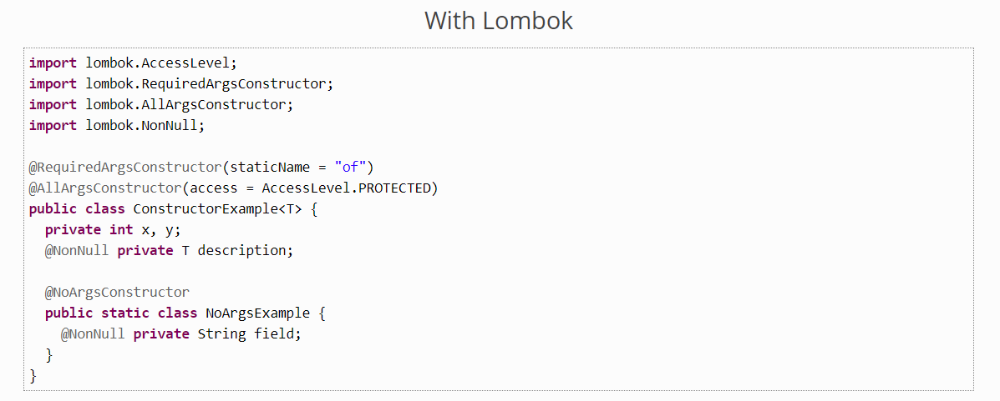 With Lombok
import lombok.AccessLevel;
import lombok.RequiredArgsConstructor;
import lombok.AllArgsConstructor;
import lombok.NonNull;
@RequiredArgsConstructor(staticName = "of")
@AllArgsConstructor(access = AccessLevel.PROTECTED)
public class ConstructorExample<T> {
  private int x, y;
  @NonNull private T description;
  @NoArgsConstructor
  public static class NoArgsExample {
    @NonNull private String field;
  }
}